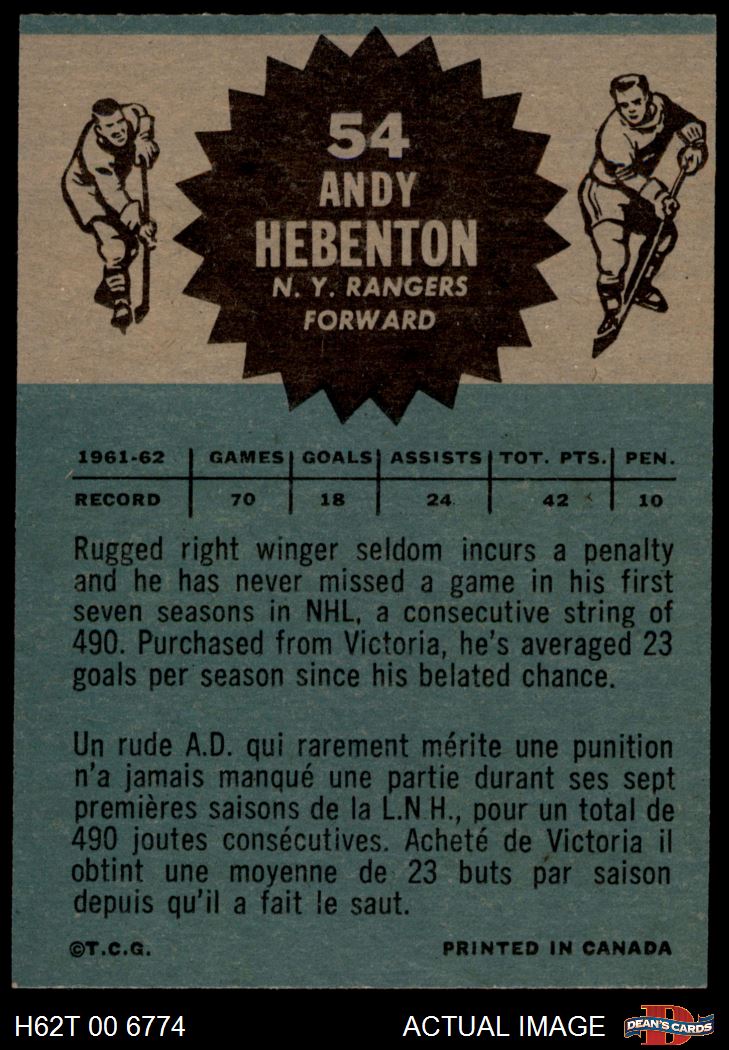 54
ANDY
HEBENTON
N. Y. RANGERS
FORWARD
1961-62 GAMES GOALS ASSISTS TOT. PTS. PEN.
RECORD 70 18 24 42 10
Rugged right winger seldom incurs a penalty
and he has never missed a game in his first
seven seasons in NHL, a consecutive string of
490. Purchased from Victoria, he's averaged 23
goals per season since his belated chance.
Un rude A.D. qui rarement mérite une punition
n'a jamais manqué une partie durant ses sept
premières saisons de la L.N H., pour un total de
490 joutes consécutives. Acheté de Victoria il
obtint une moyenne de 23 buts par saison
depuis qu'il a fait le saut.
©T.C.G. PRINTED IN CANADA
H62T 00 6774 ACTUAL IMAGE DEAN'S CARDS